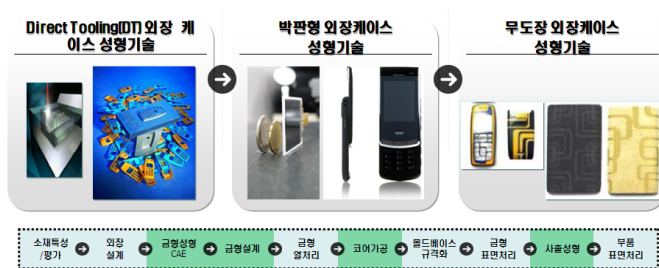 Direct Tooling(DT) 외장 케
이스 성형기술
박판형 외장케이스
성형기술
무도장 외장케이스
성형기술
소재특성
/평가
외장
설계
금형성형
CAE
금형설계
금형
열처리
코어가공
몰드베이스
규격화
금형
표면처리
사출성형
부품
표면처리